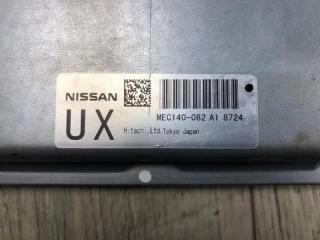 NISSAN
UX
MEC140-082 A1 8724
Hitachi,Ltd.Tokyo Japan